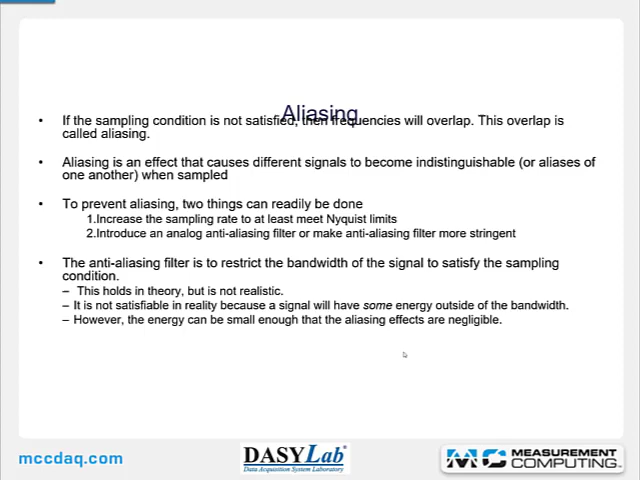 Aliasing
• If the sampling condition is not satisfied, then frequencies will overlap. This overlap is
called aliasing.
• Aliasing is an effect that causes different signals to become indistinguishable (or aliases of
one another) when sampled
• To prevent aliasing, two things can readily be done
1.Increase the sampling rate to at least meet Nyquist limits
2.Introduce an analog anti-aliasing filter or make anti-aliasing filter more stringent
• The anti-aliasing filter is to restrict the bandwidth of the signal to satisfy the sampling
condition.
– This holds in theory, but is not realistic.
– It is not satisfiable in reality because a signal will have some energy outside of the bandwidth.
– However, the energy can be small enough that the aliasing effects are negligible.
mccdaq.com
DASYLab®
Data Acquisition System Laboratory
MEASUREMENT
COMPUTING